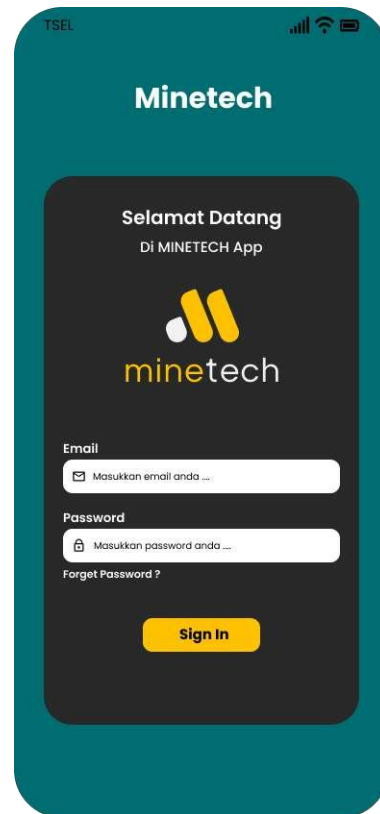 TSEL
Minetech
Selamat Datang
Di MINETECH App
minetech
Email
Masukkan email anda ....
Password
Masukkan password anda ....
Forget Password ?
Sign In